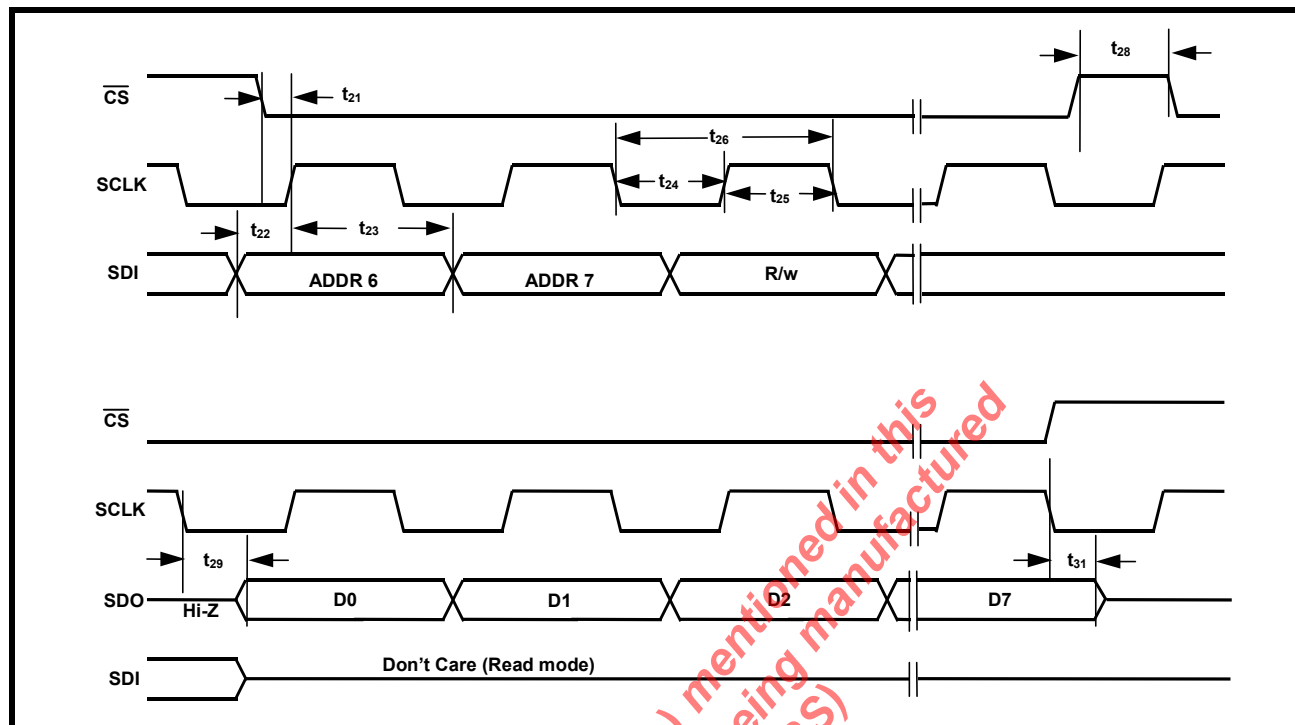 CS
t28
t21
t26
SCLK
t24
t25
t22
t23
SDI
ADDR 6
ADDR 7
R/w
CS
SCLK
t29
t31
SDO
Hi-Z
D0
D1
D2
D7
Don't Care (Read mode)
SDI
mentioned in this
being manufactured